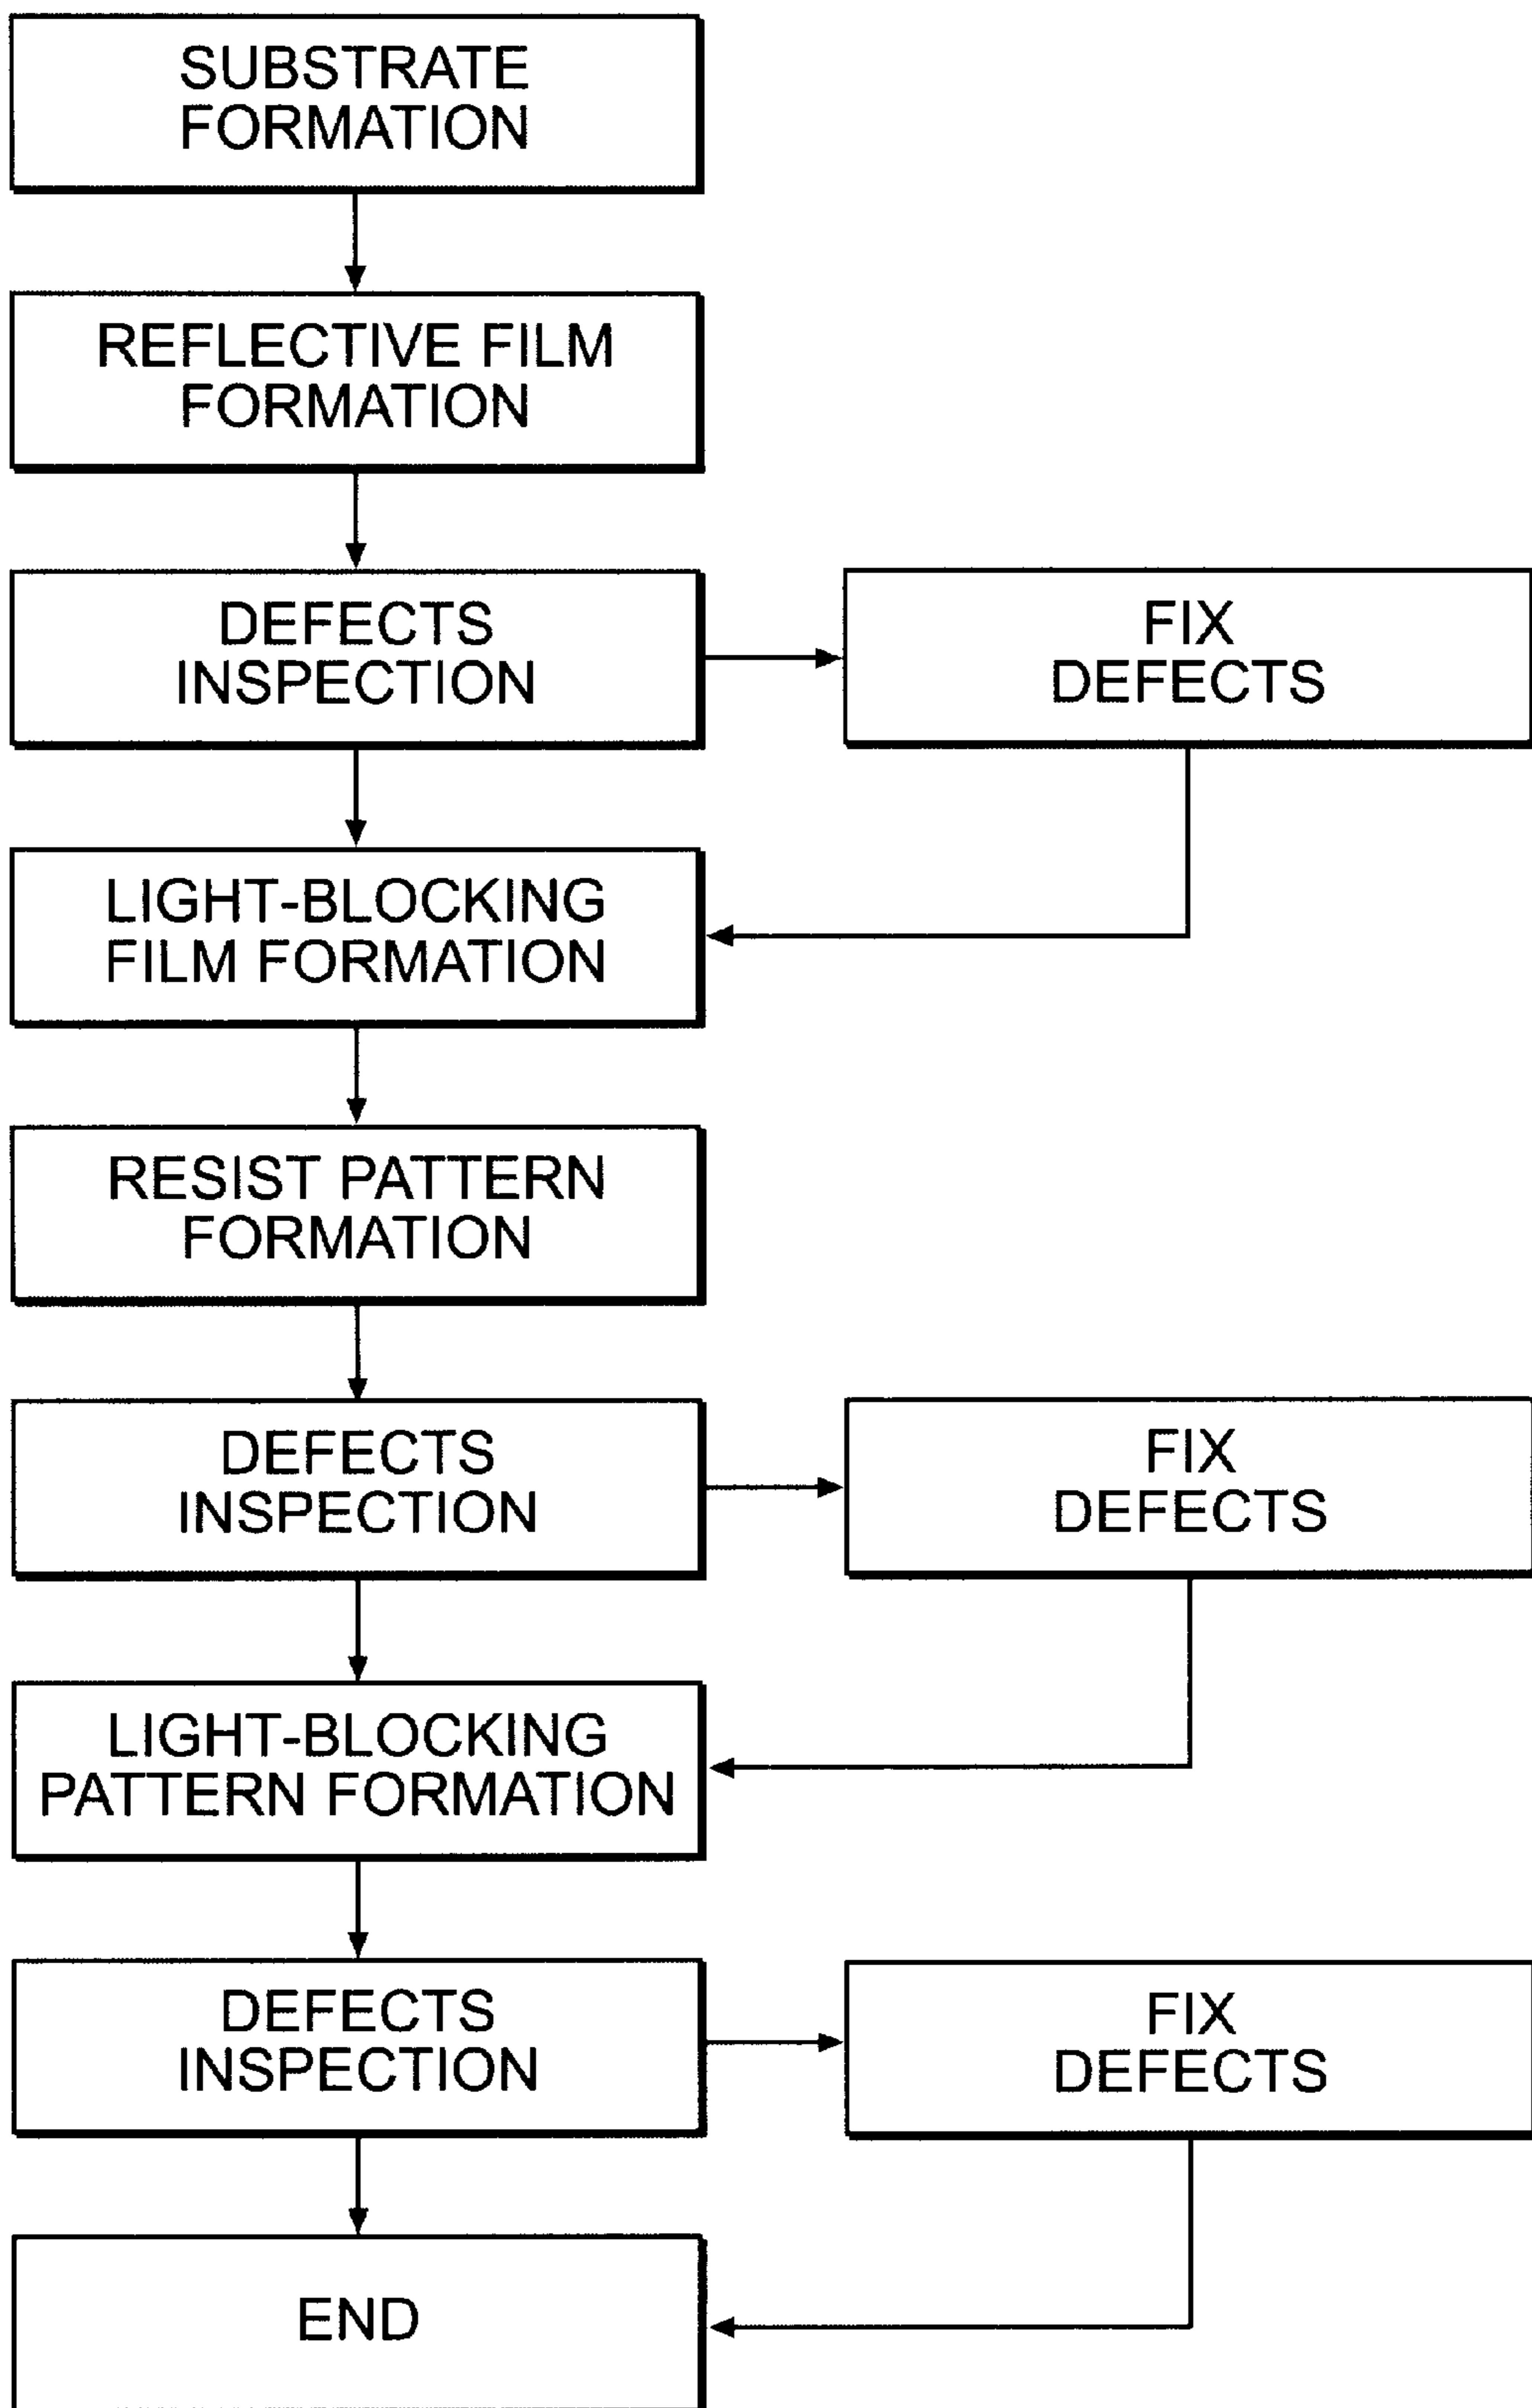 SUBSTRATE
FORMATION
REFLECTIVE FILM
FORMATION
DEFECTS
INSPECTION
FIX
DEFECTS
LIGHT-BLOCKING
FILM FORMATION
RESIST PATTERN
FORMATION
DEFECTS
INSPECTION
FIX
DEFECTS
LIGHT-BLOCKING
PATTERN FORMATION
DEFECTS
INSPECTION
FIX
DEFECTS
END